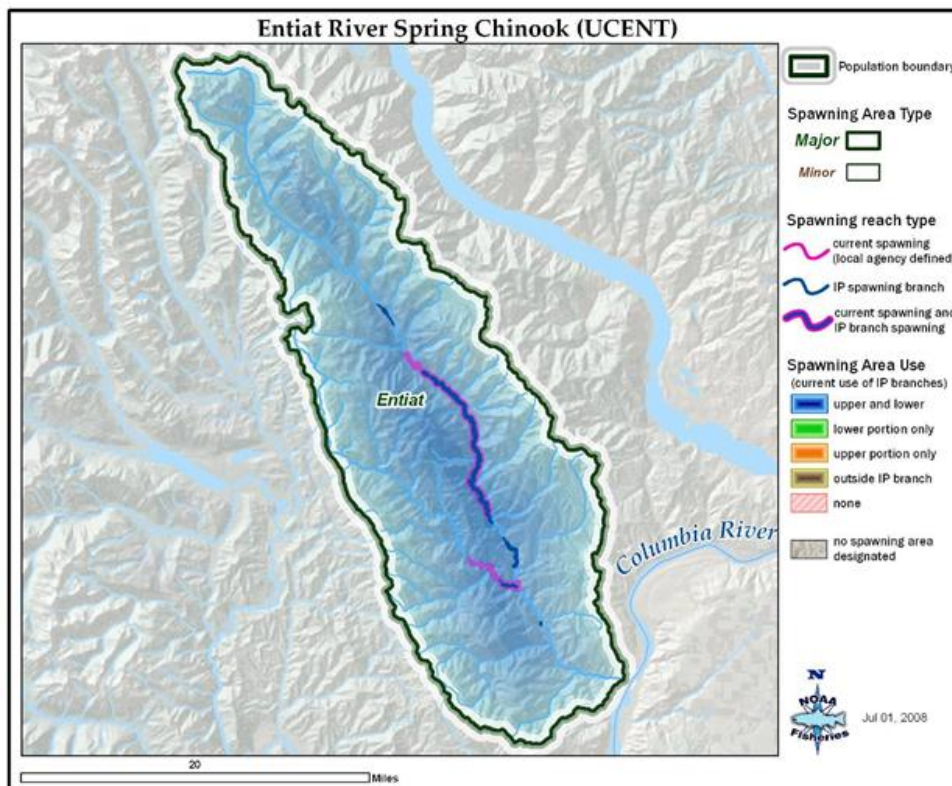 Entiat River Spring Chinook (UCENT)
Population boundary
Spawning Area Type
Major
Minor
Spawning reach type
current spawning
(local agency defined)
IP spawning branch
current spawning and
IP branch spawning
Spawning Area Use
(current use of IP branches)
upper and lower
lower portion only
upper portion only
outside IP branch
none
no spawning area
designated
Entiat
Columbia River
N
NOAA
Fisheries
Jul 01, 2008
20
Miles